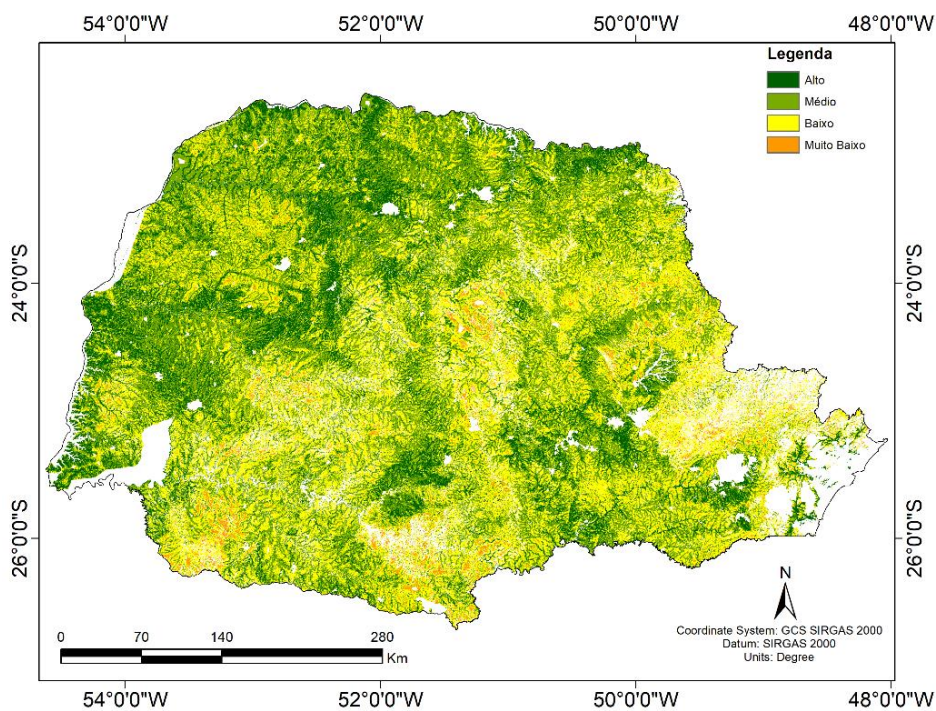 54°0'0"W 52°0'0"W 50°0'0"W 48°0'0"W
Legenda
Alto
Médio
Baixo
Muito Baixo
24°0'0"S 24°0'0"S
26°0'0"S 26°0'0"S
N
0 70 140 280
Km
Coordinate System: GCS SIRGAS 2000
Datum: SIRGAS 2000
Units: Degree
54°0'0"W 52°0'0"W 50°0'0"W 48°0'0"W